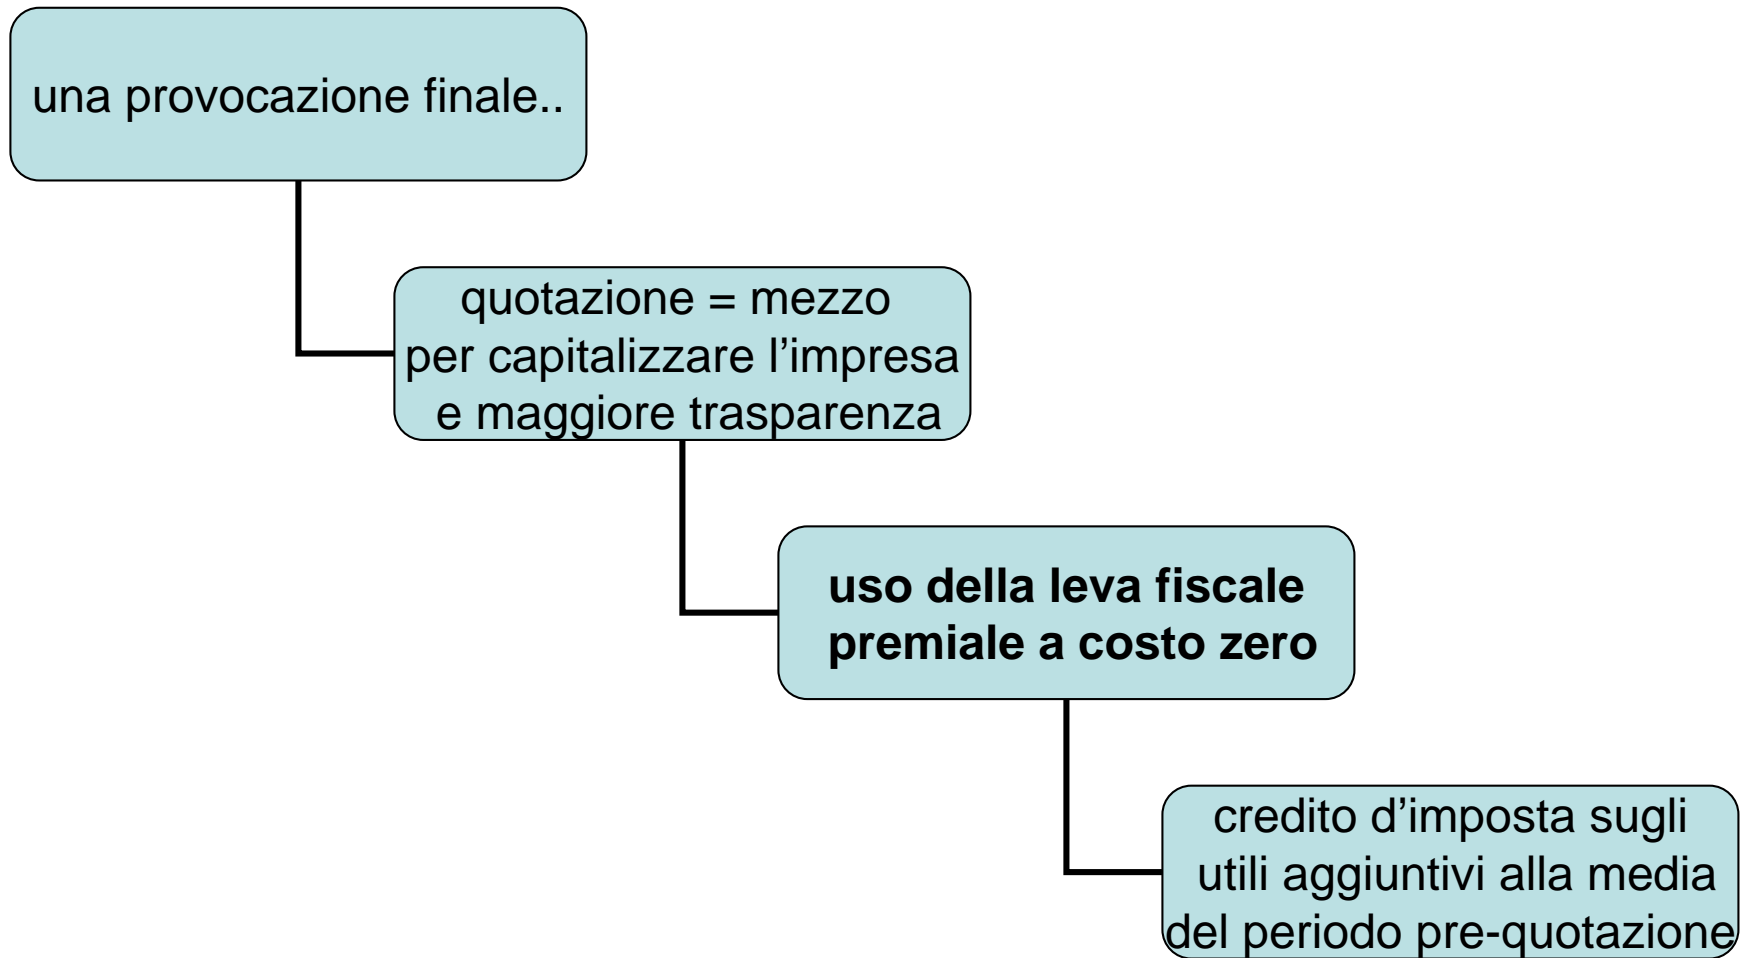 una provocazione finale..
quotazione = mezzo
per capitalizzare l’impresa
e maggiore trasparenza
uso della leva fiscale
premiale a costo zero
credito d’imposta sugli
utili aggiuntivi alla media
del periodo pre-quotazione